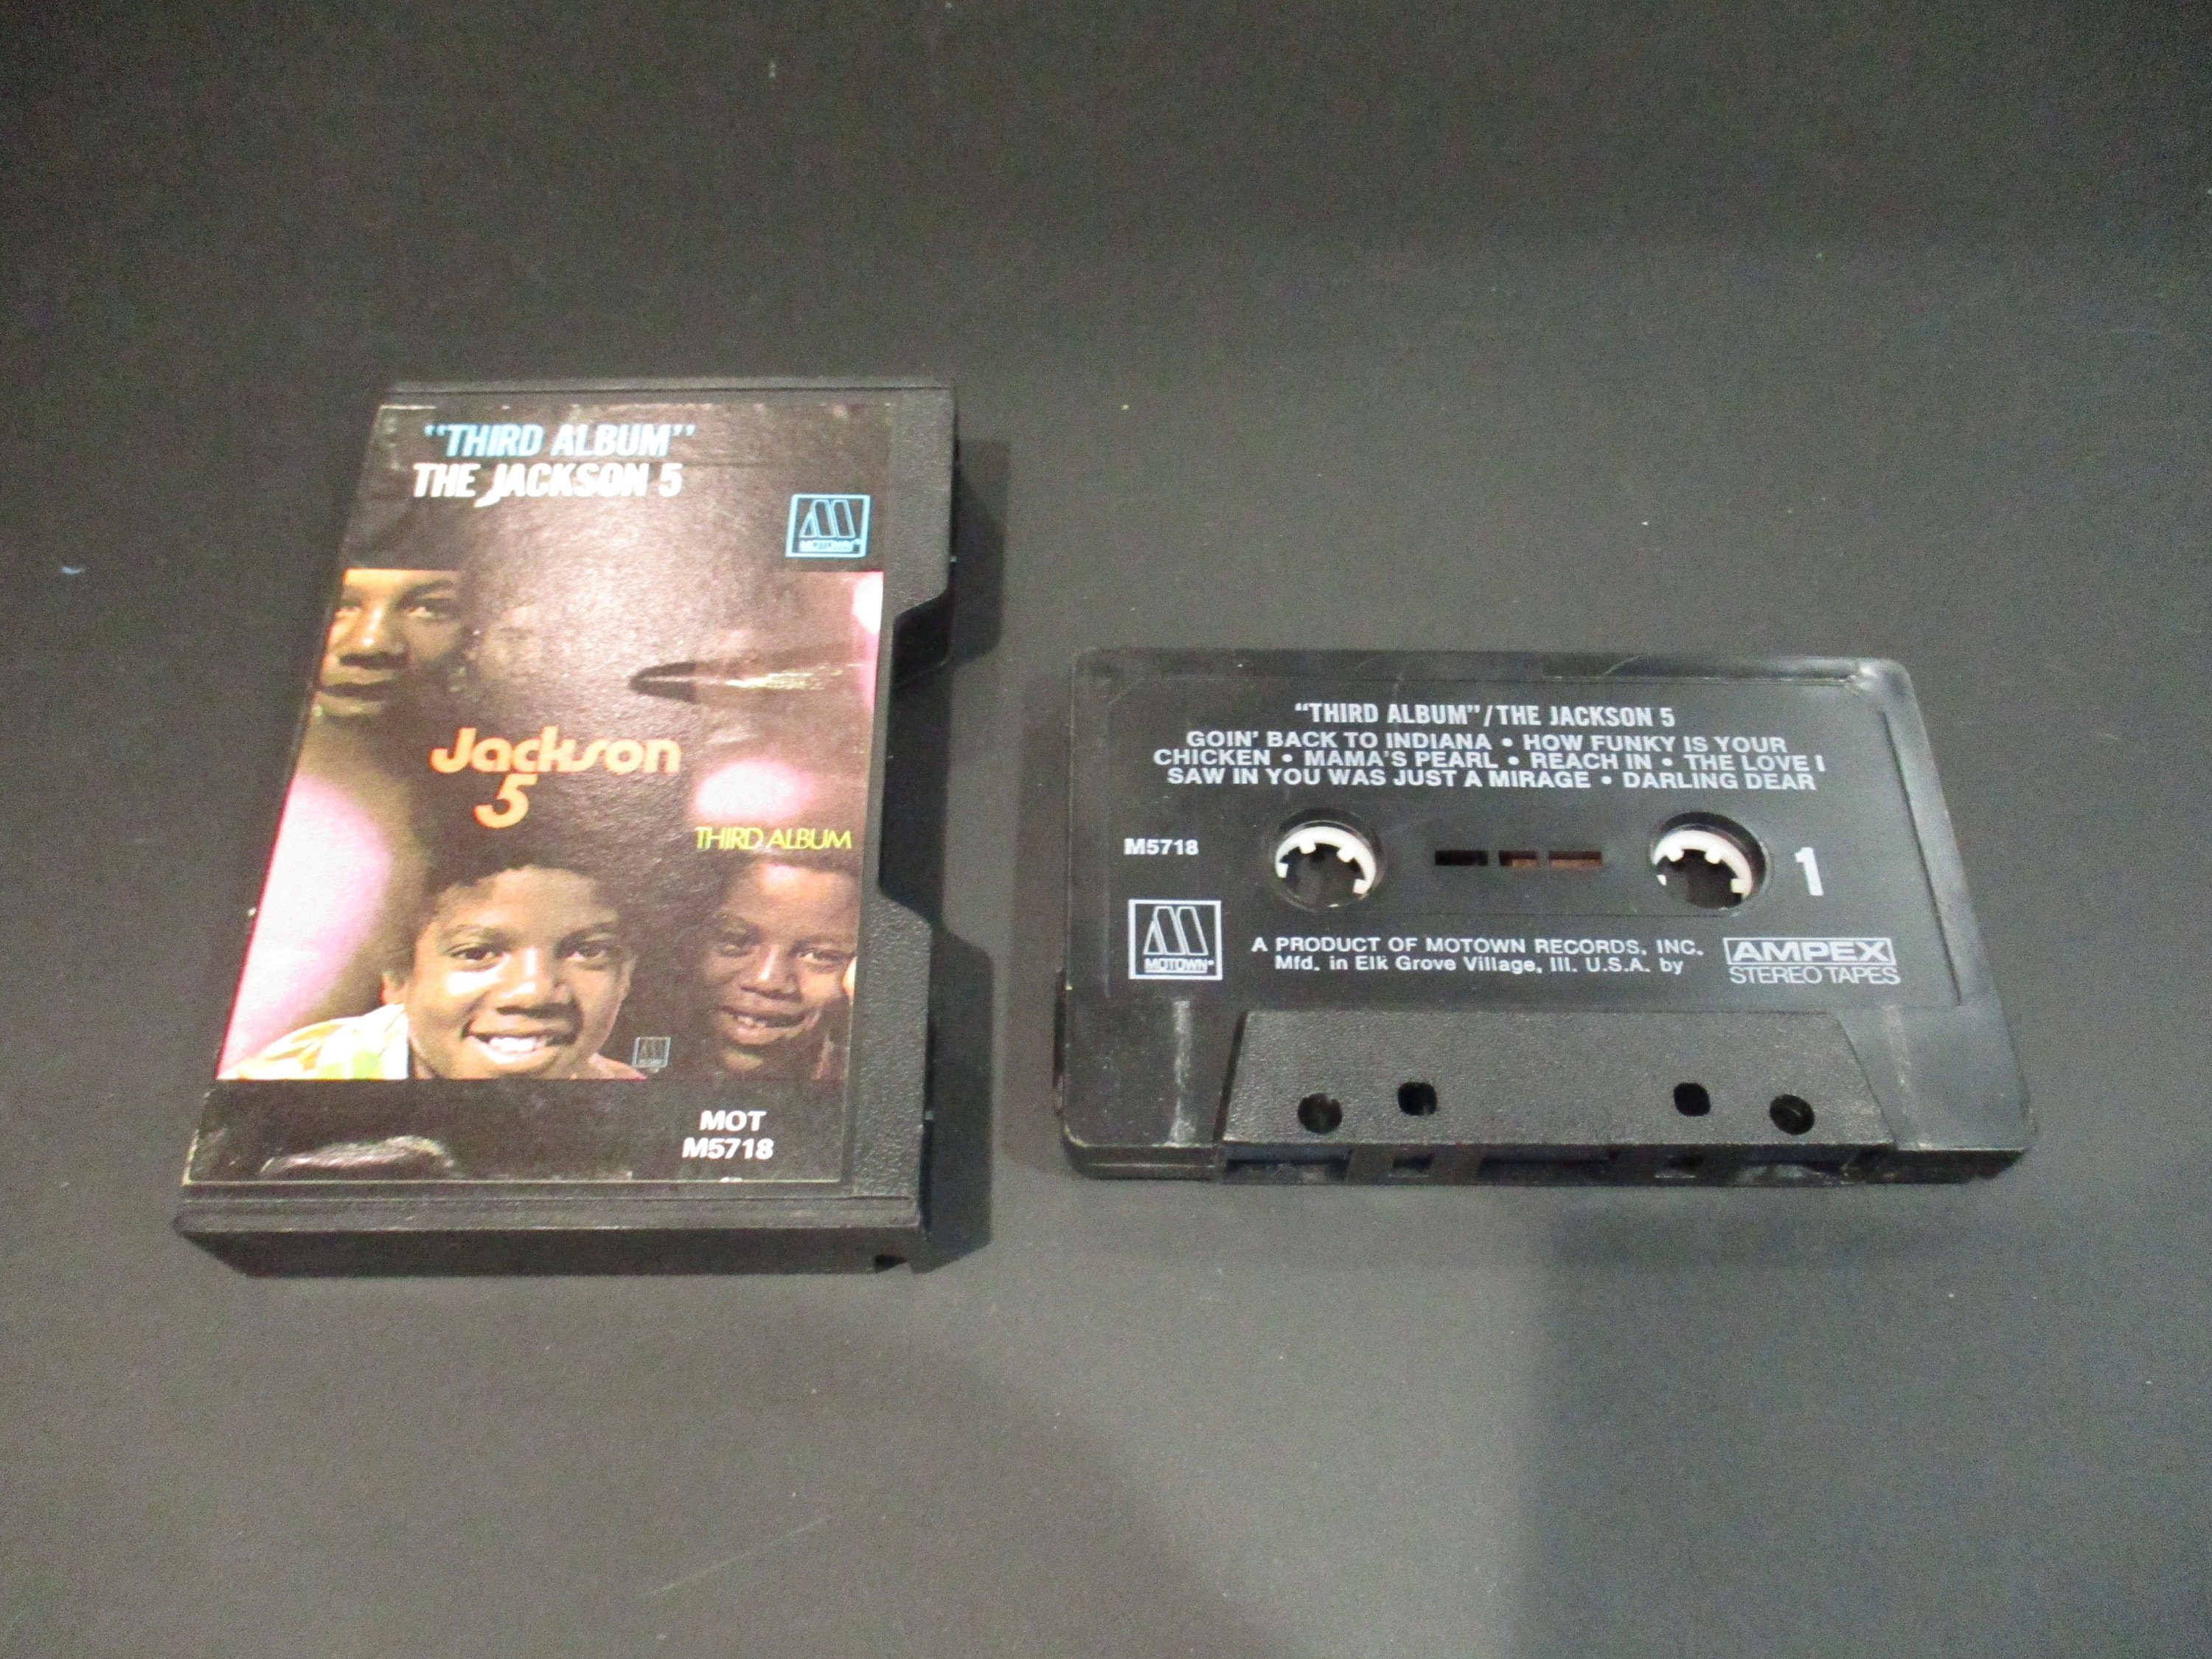 "THIRD ALBUM"
THE JACKSON 5
MOTOWN®
Jackson
5
THIRD ALBUM
MOT
M5718
"THIRD ALBUM"/THE JACKSON 5
GOIN' BACK TO INDIANA • HOW FUNKY IS YOUR
CHICKEN • MAMA'S PEARL • REACH IN • THE LOVE I
SAW IN YOU WAS JUST A MIRAGE • DARLING DEAR
M5718
1
MOTOWN®
A PRODUCT OF MOTOWN RECORDS, INC.
Mfd. in Elk Grove Village, Ill. U.S.A. by
AMPEX
STEREO TAPES